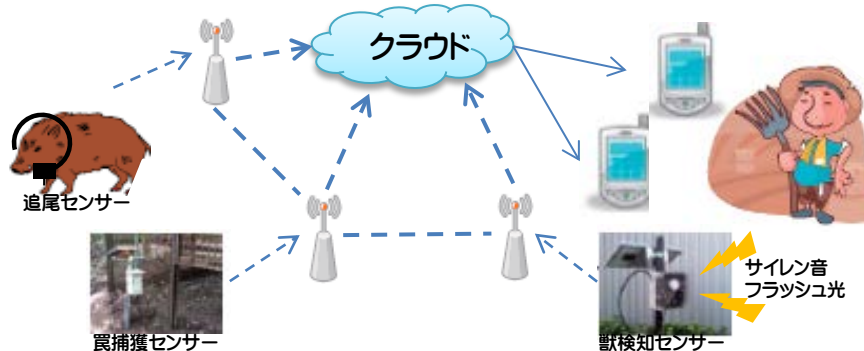 クラウド
追尾センサー
サイレン音
フラッシュ光
罠捕獲センサー
獣検知センサー